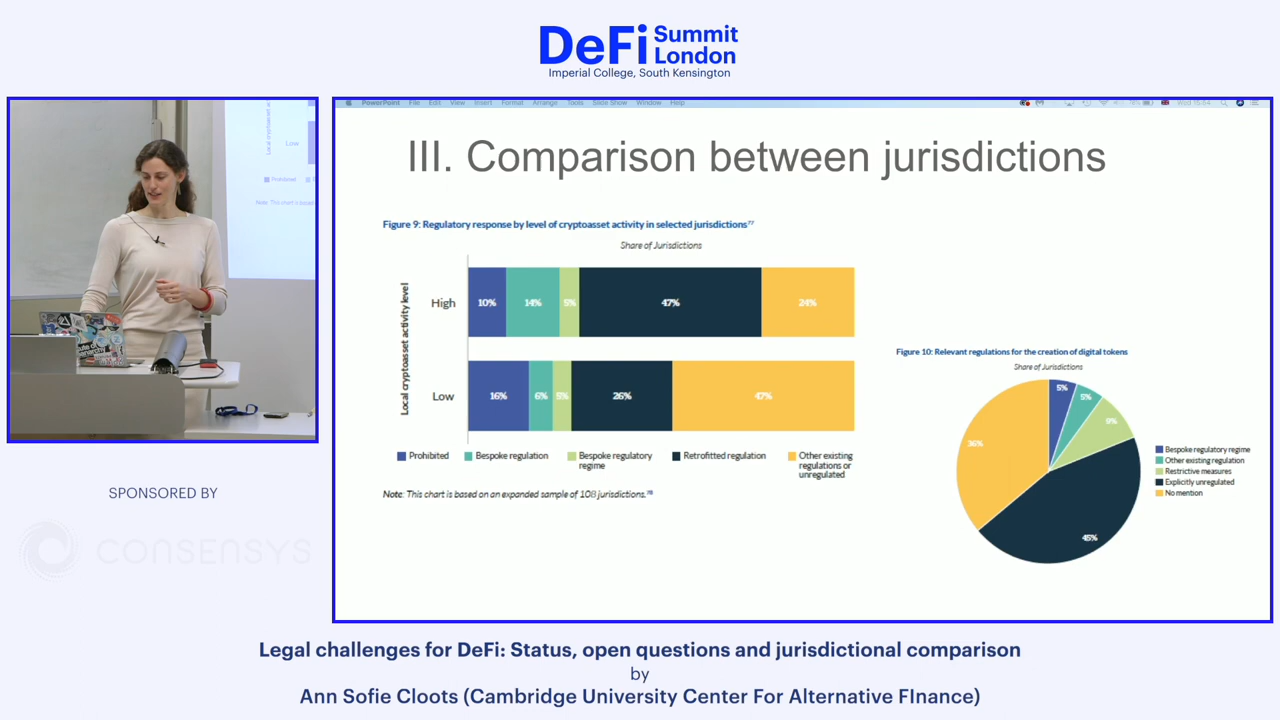 DeFi Summit
London
Imperial College, South Kensington
PowerPoint File Edit View Insert Format Arrange Tools Slide Show Window Help
III. Comparison between jurisdictions
Figure 9: Regulatory response by level of cryptoasset activity in selected jurisdictions
Share of Jurisdictions
Local cryptoasset activity level
High
10% 14% 5% 47% 24%
Low
16% 6% 5% 26% 47%
Prohibited
Bespoke regulation
Bespoke regulatory
regime
Retrofitted regulation
Other existing
regulations or
unregulated
Note: This chart is based on an expanded sample of 108 jurisdictions.
Figure 10: Relevant regulations for the creation of digital tokens
Share of Jurisdictions
5%
5%
9%
45%
36%
Bespoke regulatory regime
Other existing regulation
Restrictive measures
Explicitly unregulated
No mention
Low
Prohibited
SPONSORED BY
CONSENSYS
Legal challenges for DeFi: Status, open questions and jurisdictional comparison
by
Ann Sofie Cloots (Cambridge University Center For Alternative FInance)